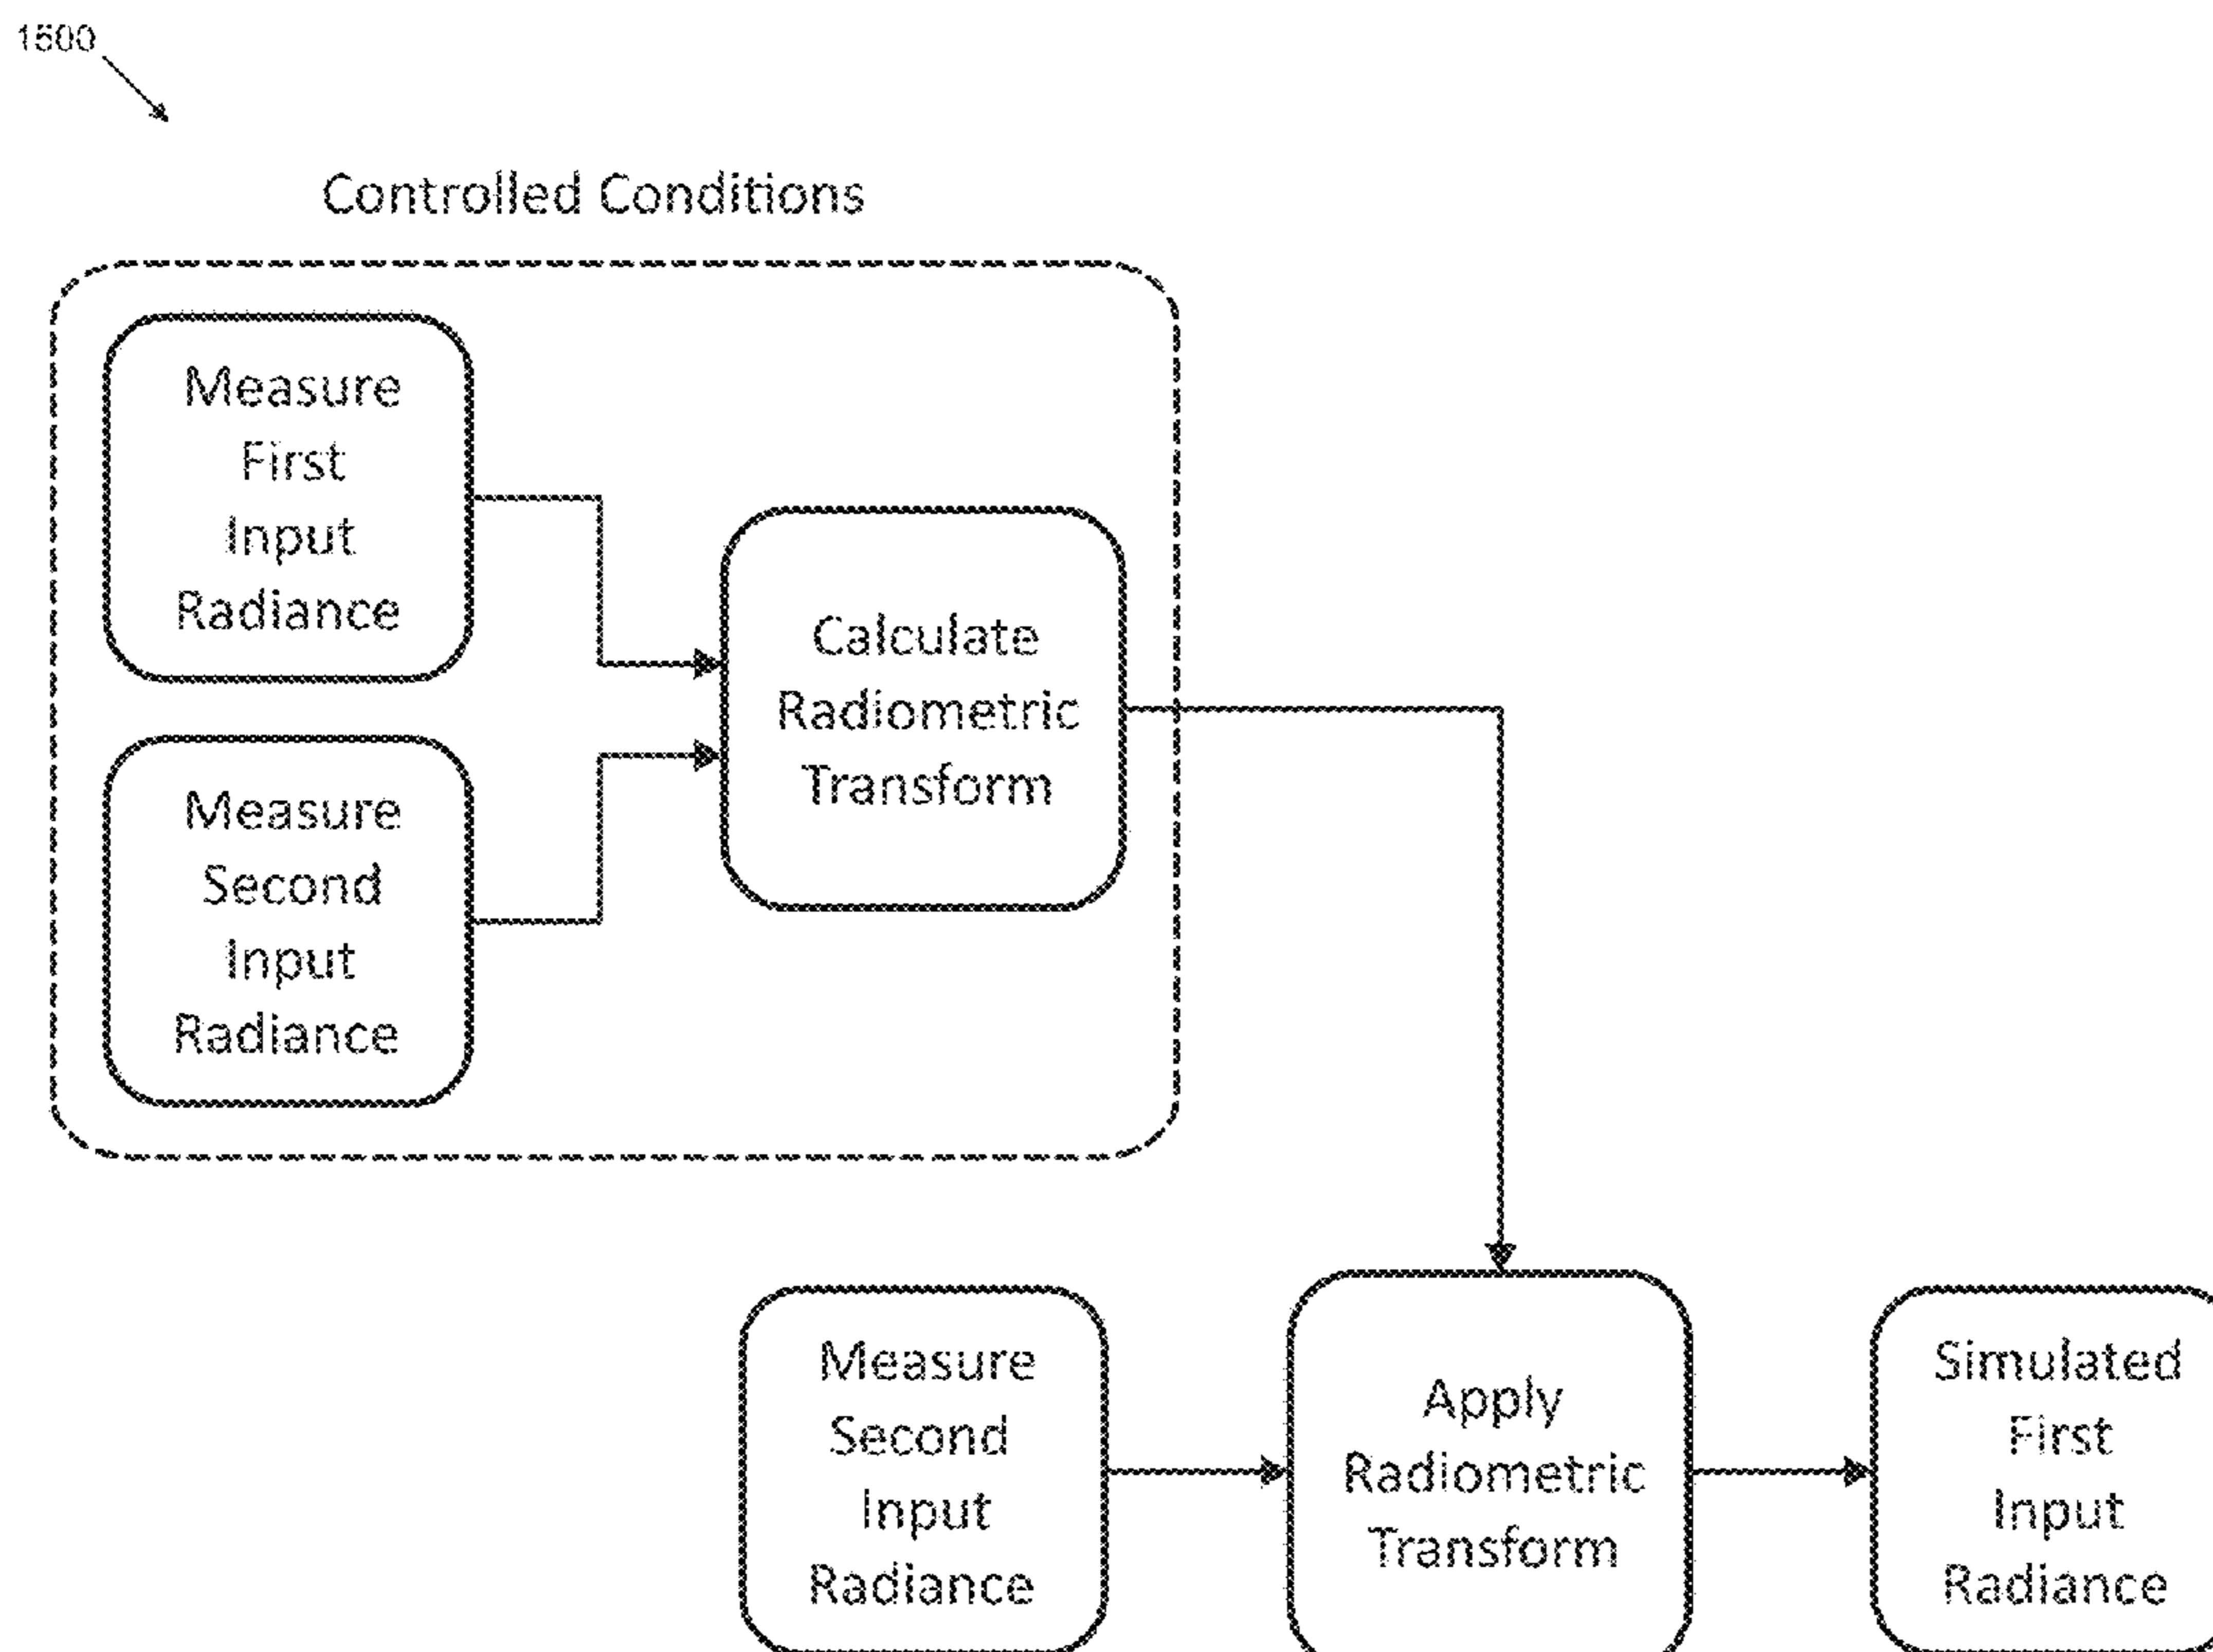 1500
Controlled Conditions
Measure
First
Input
Radiance
Calculate
Radiometric
Transform
Measure
Second
Input
Radiance
Measure
Second
Input
Radiance
Apply
Radiometric
Transform
Simulated
First
Input
Radiance